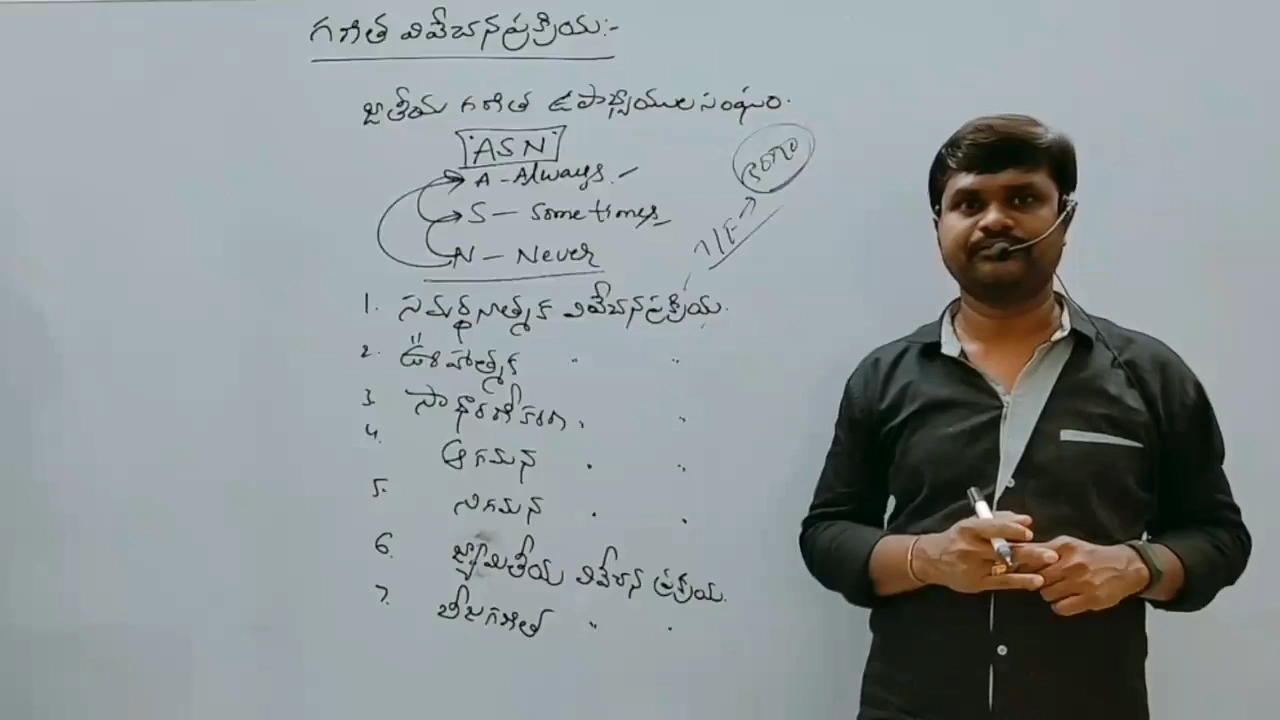 గణిత వివేచన ప్రక్రియ:-
జాతీయ గణిత ఉపాధ్యాయుల సంఘం.
ASN
A - Always.
S - Sometimes
N - Never
T/F
1. సమర్థనాత్మక వివేచన ప్రక్రియ.
2. ఊహాత్మక " "
3. సాధారణీకరణ " "
4. ఆగమన " "
5. నిగమన " "
6. జ్యామితీయ వివేచన ప్రక్రియ.
7. బీజగణిత " "